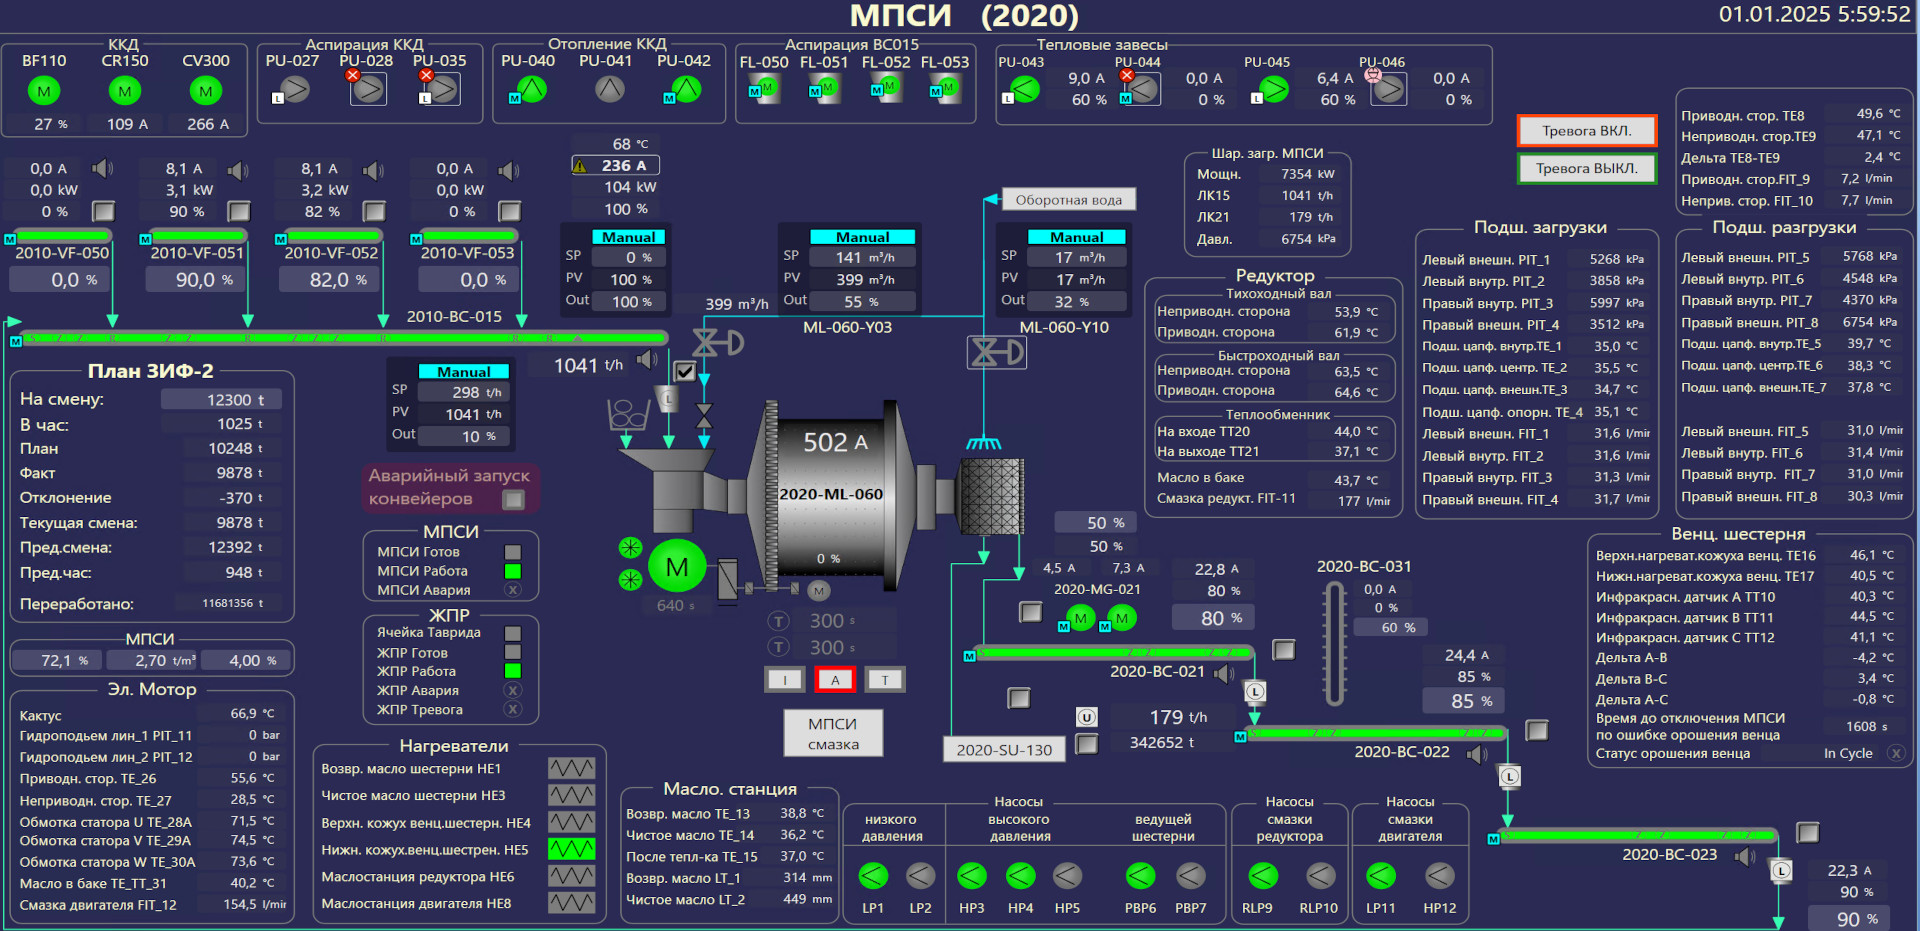 МПСИ (2020)
01.01.2025 5:59:52
ККД
BF110 CR150 CV300
M M M
27 % 109 A 266 A
Аспирация ККД
PU-027 PU-028 PU-035
L L
Отопление ККД
PU-040 PU-041 PU-042
M M
Аспирация ВС015
FL-050 FL-051 FL-052 FL-053
M M M M
M M M M
Тепловые завесы
PU-043 PU-044 PU-045 PU-046
9,0 A 0,0 A 6,4 A 0,0 A
60 % 0 % 60 % 0 %
L M L
Тревога ВКЛ.
Тревога ВЫКЛ.
Приводн. стор. TE8 49,6 °C
Неприводн. стор.TE9 47,1 °C
Дельта TE8-TE9 2,4 °C
Приводн. стор.FIT_9 7,2 l/min
Неприв. стор. FIT_10 7,7 l/min
0,0 A 8,1 A 8,1 A 0,0 A
0,0 kW 3,1 kW 3,2 kW 0,0 kW
0 % 90 % 82 % 0 %
M M M M
2010-VF-050 2010-VF-051 2010-VF-052 2010-VF-053
0,0 % 90,0 % 82,0 % 0,0 %
68 °C
236 A
104 kW
100 %
Manual
SP 0 %
PV 100 %
Out 100 %
Manual
SP 141 m³/h
PV 399 m³/h
Out 55 %
ML-060-Y03
Оборотная вода
Manual
SP 17 m³/h
PV 17 m³/h
Out 32 %
ML-060-Y10
399 m³/h
Шар. загр. МПСИ
Мощн. 7354 kW
ЛК15 1041 t/h
ЛК21 179 t/h
Давл. 6754 kPa
Редуктор
Тихоходный вал
Неприводн. сторона 53,9 °C
Приводн. сторона 61,9 °C
Быстроходный вал
Неприводн. сторона 63,5 °C
Приводн. сторона 64,6 °C
Теплообменник
На входе TT20 44,0 °C
На выходе TT21 37,1 °C
Масло в баке 43,7 °C
Смазка редукт. FIT-11 177 l/min
Подш. загрузки
Левый внешн. PIT_1 5268 kPa
Левый внутр. PIT_2 3858 kPa
Правый внутр. PIT_3 5997 kPa
Правый внешн. PIT_4 3512 kPa
Подш. цапф. внутр.TE_1 35,0 °C
Подш. цапф. центр. TE_2 35,5 °C
Подш. цапф. внешн.TE_3 34,7 °C
Подш. цапф. опорн. TE_4 35,1 °C
Левый внешн. FIT_1 31,6 l/min
Левый внутр. FIT_2 31,6 l/min
Правый внутр. FIT_3 31,3 l/min
Правый внешн. FIT_4 31,7 l/min
Подш. разгрузки
Левый внешн. PIT_5 5768 kPa
Левый внутр. PIT_6 4548 kPa
Правый внутр. PIT_7 4370 kPa
Правый внешн. PIT_8 6754 kPa
Подш. цапф. внутр.TE_5 39,7 °C
Подш. цапф. центр.TE_6 38,3 °C
Подш. цапф. внешн.TE_7 37,8 °C
Левый внешн. FIT_5 31,0 l/min
Левый внутр. FIT_6 31,4 l/min
Правый внутр. FIT_7 31,0 l/min
Правый внешн. FIT_8 30,3 l/min
2010-BC-015
M
1041 t/h
План ЗИФ-2
На смену: 12300 t
В час: 1025 t
План 10248 t
Факт 9878 t
Отклонение -370 t
Текущая смена: 9878 t
Пред.смена: 12392 t
Пред.час: 948 t
Переработано: 11681356 t
Manual
SP 298 t/h
PV 1041 t/h
Out 10 %
Аварийный запуск
конвейеров
МПСИ
МПСИ Готов
МПСИ Работа
МПСИ Авария X
ЖПР
Ячейка Таврида
ЖПР Готов
ЖПР Работа
ЖПР Авария X
ЖПР Тревога X
L
502 A
2020-ML-060
0 %
M
640 s
M
T 300 s
T 300 s
I A T
МПСИ
смазка
50 %
50 %
4,5 A 7,3 A
2020-MG-021
M M
M M
22,8 A
80 %
80 %
M
2020-BC-021
L
2020-BC-031
0,0 A
0 %
60 %
24,4 A
85 %
85 %
U 179 t/h
342652 t
2020-SU-130
M
2020-BC-022
L
M
2020-BC-023
L
22,3 A
90 %
90 %
Венц. шестерня
Верхн.нагреват.кожуха венц. TE16 46,1 °C
Нижн.нагреват.кожуха венц. TE17 40,5 °C
Инфракрасн. датчик A TT10 40,3 °C
Инфракрасн. датчик B TT11 44,5 °C
Инфракрасн. датчик C TT12 41,1 °C
Дельта A-B -4,2 °C
Дельта B-C 3,4 °C
Дельта A-C -0,8 °C
Время до отключения МПСИ
по ошибке орошения венца 1608 s
Статус орошения венца In Cycle X
МПСИ
72,1 % 2,70 t/m³ 4,00 %
Эл. Мотор
Кактус 66,9 °C
Гидроподьем лин_1 PIT_11 0 bar
Гидроподьем лин_2 PIT_12 0 bar
Приводн. стор. TE_26 55,6 °C
Неприводн. стор. TE_27 28,5 °C
Обмотка статора U TE_28A 71,5 °C
Обмотка статора V TE_29A 74,5 °C
Обмотка статора W TE_30A 73,6 °C
Масло в баке TE_TT_31 40,2 °C
Смазка двигателя FIT_12 154,5 l/min
Нагреватели
Возвр. масло шестерни HE1
Чистое масло шестерни HE3
Верхн. кожух венц.шестерн. HE4
Нижн. кожух.венц.шестрен. HE5
Маслостанция редуктора HE6
Маслостанция двигателя HE8
Масло. станция
Возвр. масло TE_13 38,8 °C
Чистое масло TE_14 36,2 °C
После тепл-ка TE_15 37,0 °C
Возвр. масло LT_1 314 mm
Чистое масло LT_2 449 mm
Насосы
низкого высокого ведущей
давления давления шестерни
LP1 LP2 HP3 HP4 HP5 PBP6 PBP7
Насосы
смазки
редуктора
RLP9 RLP10
Насосы
смазки
двигателя
LP11 HP12